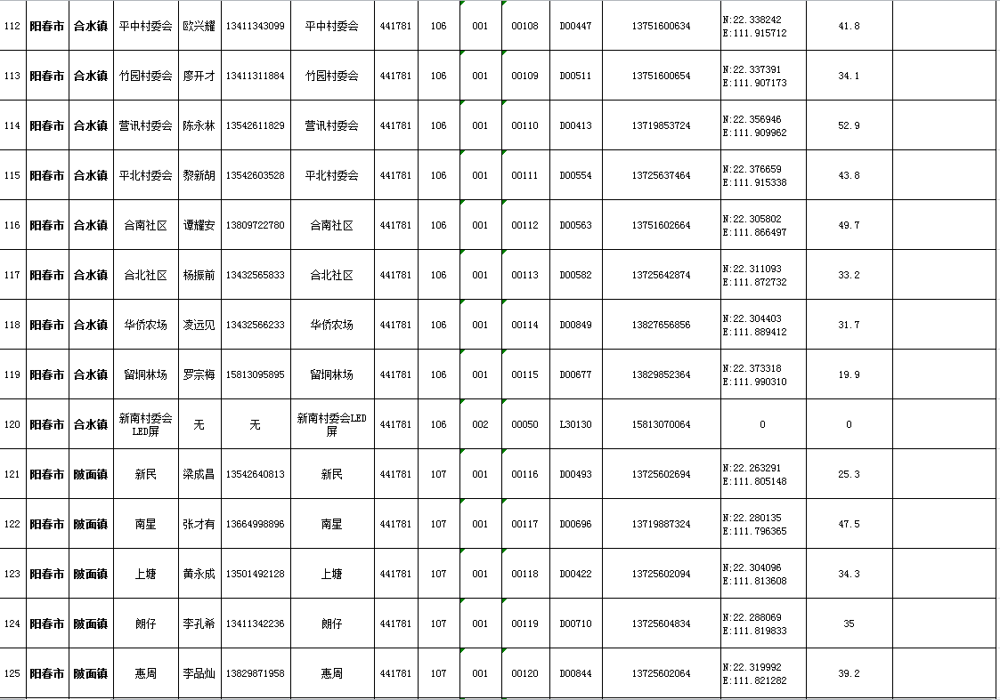 112 阳春市 合水镇 平中村委会 欧兴耀 13411343099 平中村委会 441781 106 001 00108 D00447 13751600634 N:22.338242 E:111.915712 41.8
113 阳春市 合水镇 竹园村委会 廖开才 13411311884 竹园村委会 441781 106 001 00109 D00511 13751600654 N:22.337391 E:111.907173 34.1
114 阳春市 合水镇 营讯村委会 陈永林 13542611829 营讯村委会 441781 106 001 00110 D00413 13719853724 N:22.356946 E:111.909962 52.9
115 阳春市 合水镇 平北村委会 黎新胡 13542603528 平北村委会 441781 106 001 00111 D00554 13725637464 N:22.376659 E:111.915338 43.8
116 阳春市 合水镇 合南社区 谭耀安 13809722780 合南社区 441781 106 001 00112 D00563 13751602664 N:22.305802 E:111.866497 49.7
117 阳春市 合水镇 合北社区 杨振前 13432565833 合北社区 441781 106 001 00113 D00582 13725642874 N:22.311093 E:111.872732 33.2
118 阳春市 合水镇 华侨农场 凌远见 13432566233 华侨农场 441781 106 001 00114 D00849 13827656856 N:22.304403 E:111.889412 31.7
119 阳春市 合水镇 留垌林场 罗宗梅 15813095895 留垌林场 441781 106 001 00115 D00677 13829852364 N:22.373318 E:111.990310 19.9
120 阳春市 合水镇 新南村委会LED屏 无 无 新南村委会LED屏 441781 106 002 00050 L30130 15813070064 0 0
121 阳春市 陂面镇 新民 梁成昌 13542640813 新民 441781 107 001 00116 D00493 13725602694 N:22.263291 E:111.805148 25.3
122 阳春市 陂面镇 南星 张才有 13664998896 南星 441781 107 001 00117 D00696 13719887324 N:22.280135 E:111.796365 47.5
123 阳春市 陂面镇 上塘 黄永成 13501492128 上塘 441781 107 001 00118 D00422 13725602094 N;22.304096 E:111.813608 34.3
124 阳春市 陂面镇 朗仔 李孔希 13411342236 朗仔 441781 107 001 00119 D00710 13725604834 N:22.288069 E:111.819833 35
125 阳春市 陂面镇 惠周 李品灿 13829871958 惠周 441781 107 001 00120 D00844 13725602064 N:22.319992 E:111.821282 39.2